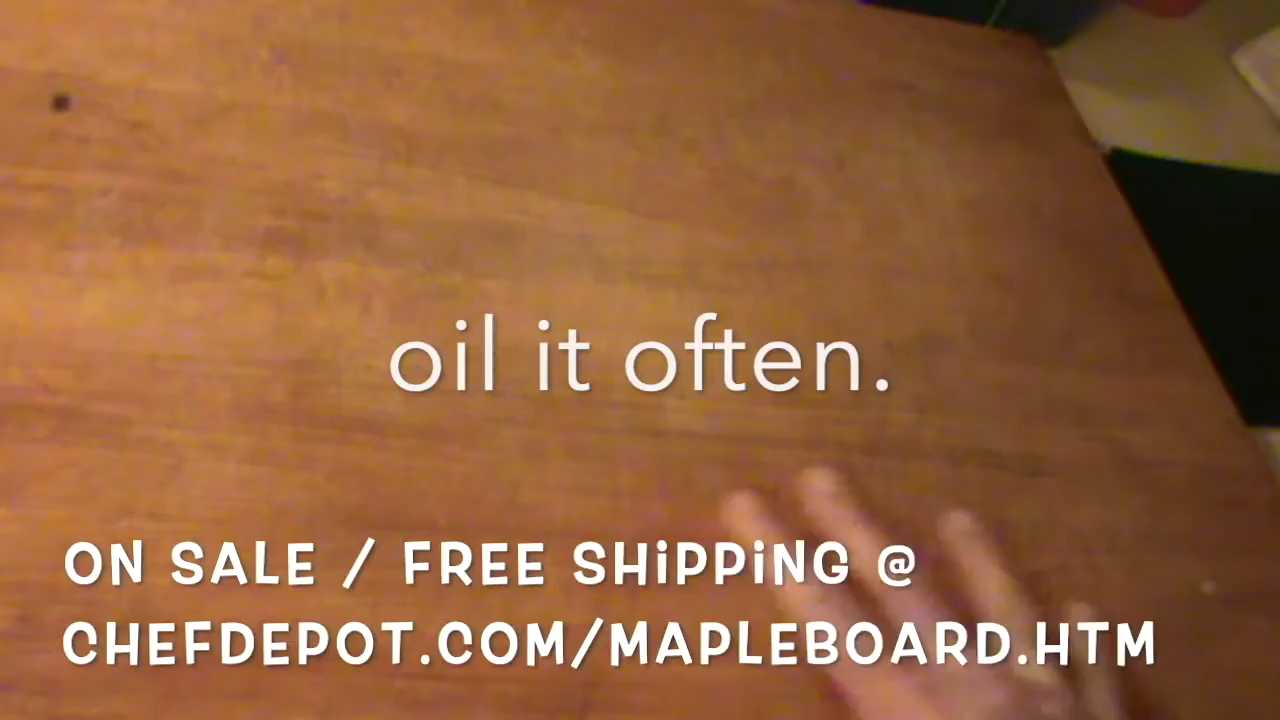 oil it often.
ON SALE / FREE SHiPPiNG @
CHEFDEPOT.COM/MAPLEBOARD.HTM